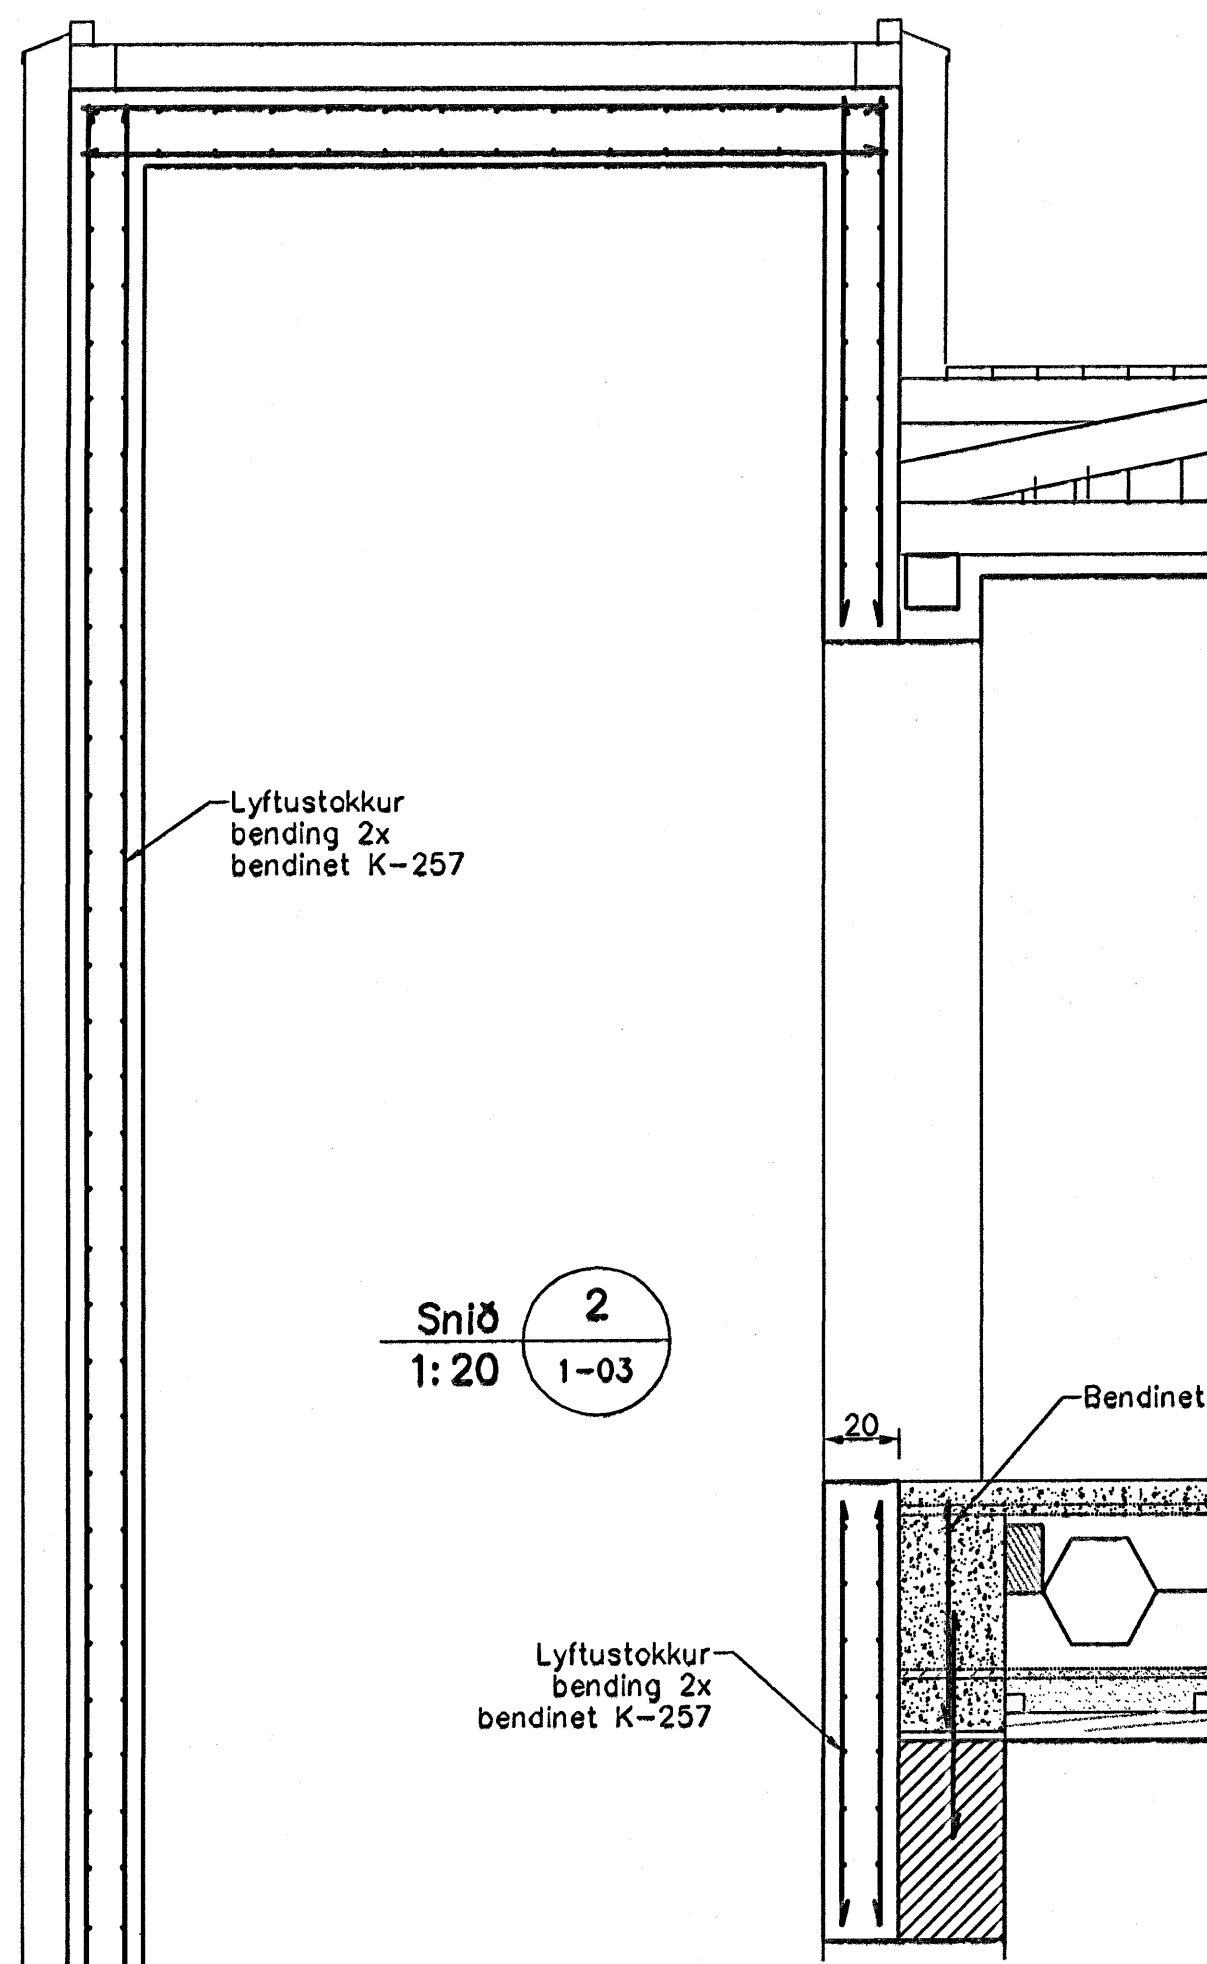 Lyftustokkur
bending 2x
bendinet K-257
Snið
1:20
2
1-03
20
Bendinet
Lyftustokkur
bending 2x
bendinet K-257